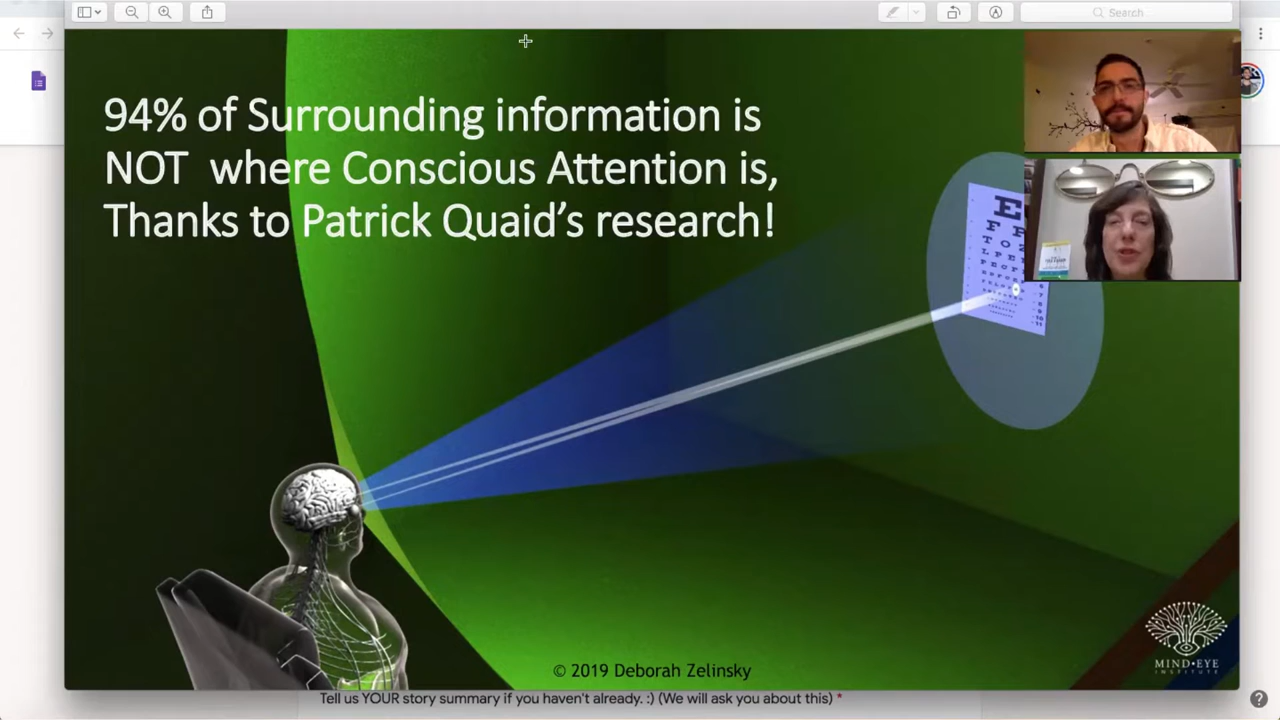 Search
94% of Surrounding information is
NOT where Conscious Attention is,
Thanks to Patrick Quaid's research!
E
F P
T O Z
© 2019 Deborah Zelinsky
MIND·EYE
INSTITUTE
Tell us YOUR story summary if you haven't already. :) (We will ask you about this) *